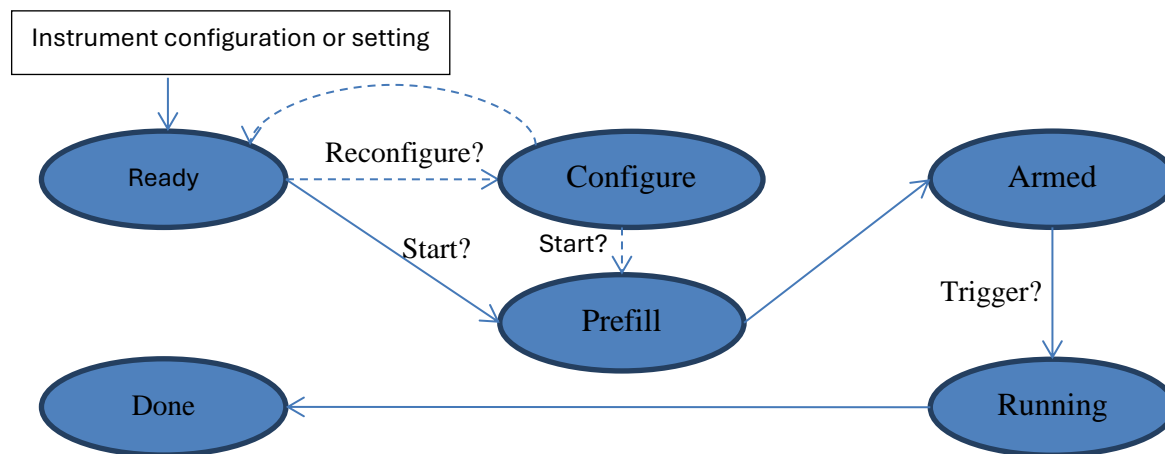 Instrument configuration or setting
Reconfigure?
Ready
Configure
Armed
Start?
Start?
Trigger?
Prefill
Done
Running